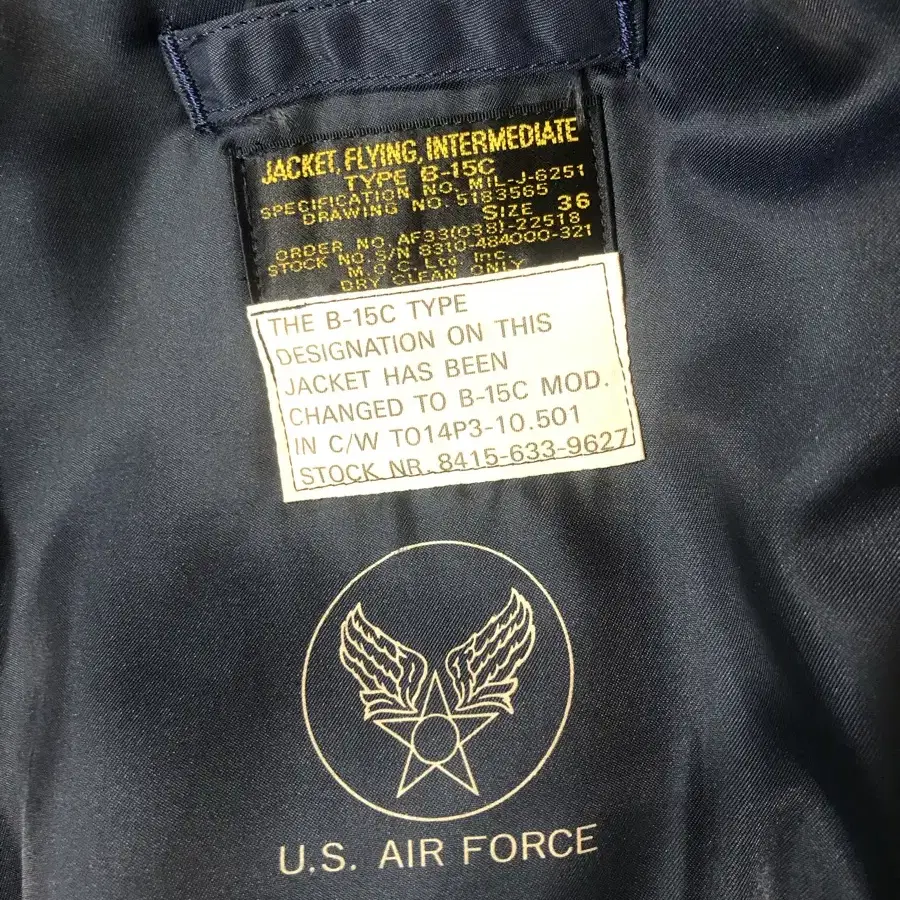 JACKET, FLYING, INTERMEDIATE
TYPE B-15C
SPECIFICATION NO. MIL-J-6251
DRAWING NO. 5183565
SIZE 36
ORDER NO. AF33(038)-22518
STOCK NO. S/N 8310-484000-321
M.O.C. Ltd. Inc.
DRY CLEAN ONLY
THE B-15C TYPE
DESIGNATION ON THIS
JACKET HAS BEEN
CHANGED TO B-15C MOD.
IN C/W TO14P3-10.501
STOCK NR. 8415-633-9627
U.S. AIR FORCE